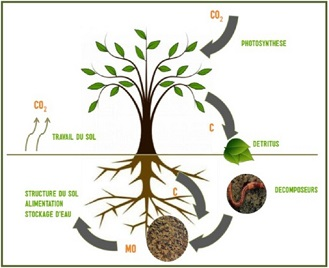 CO2
PHOTOSYNTHESE
CO2
TRAVAIL DU SOL
C
DETRITUS
C
DECOMPOSEURS
STRUCTURE DU SOL
ALIMENTATION
STOCKAGE D'EAU
MO